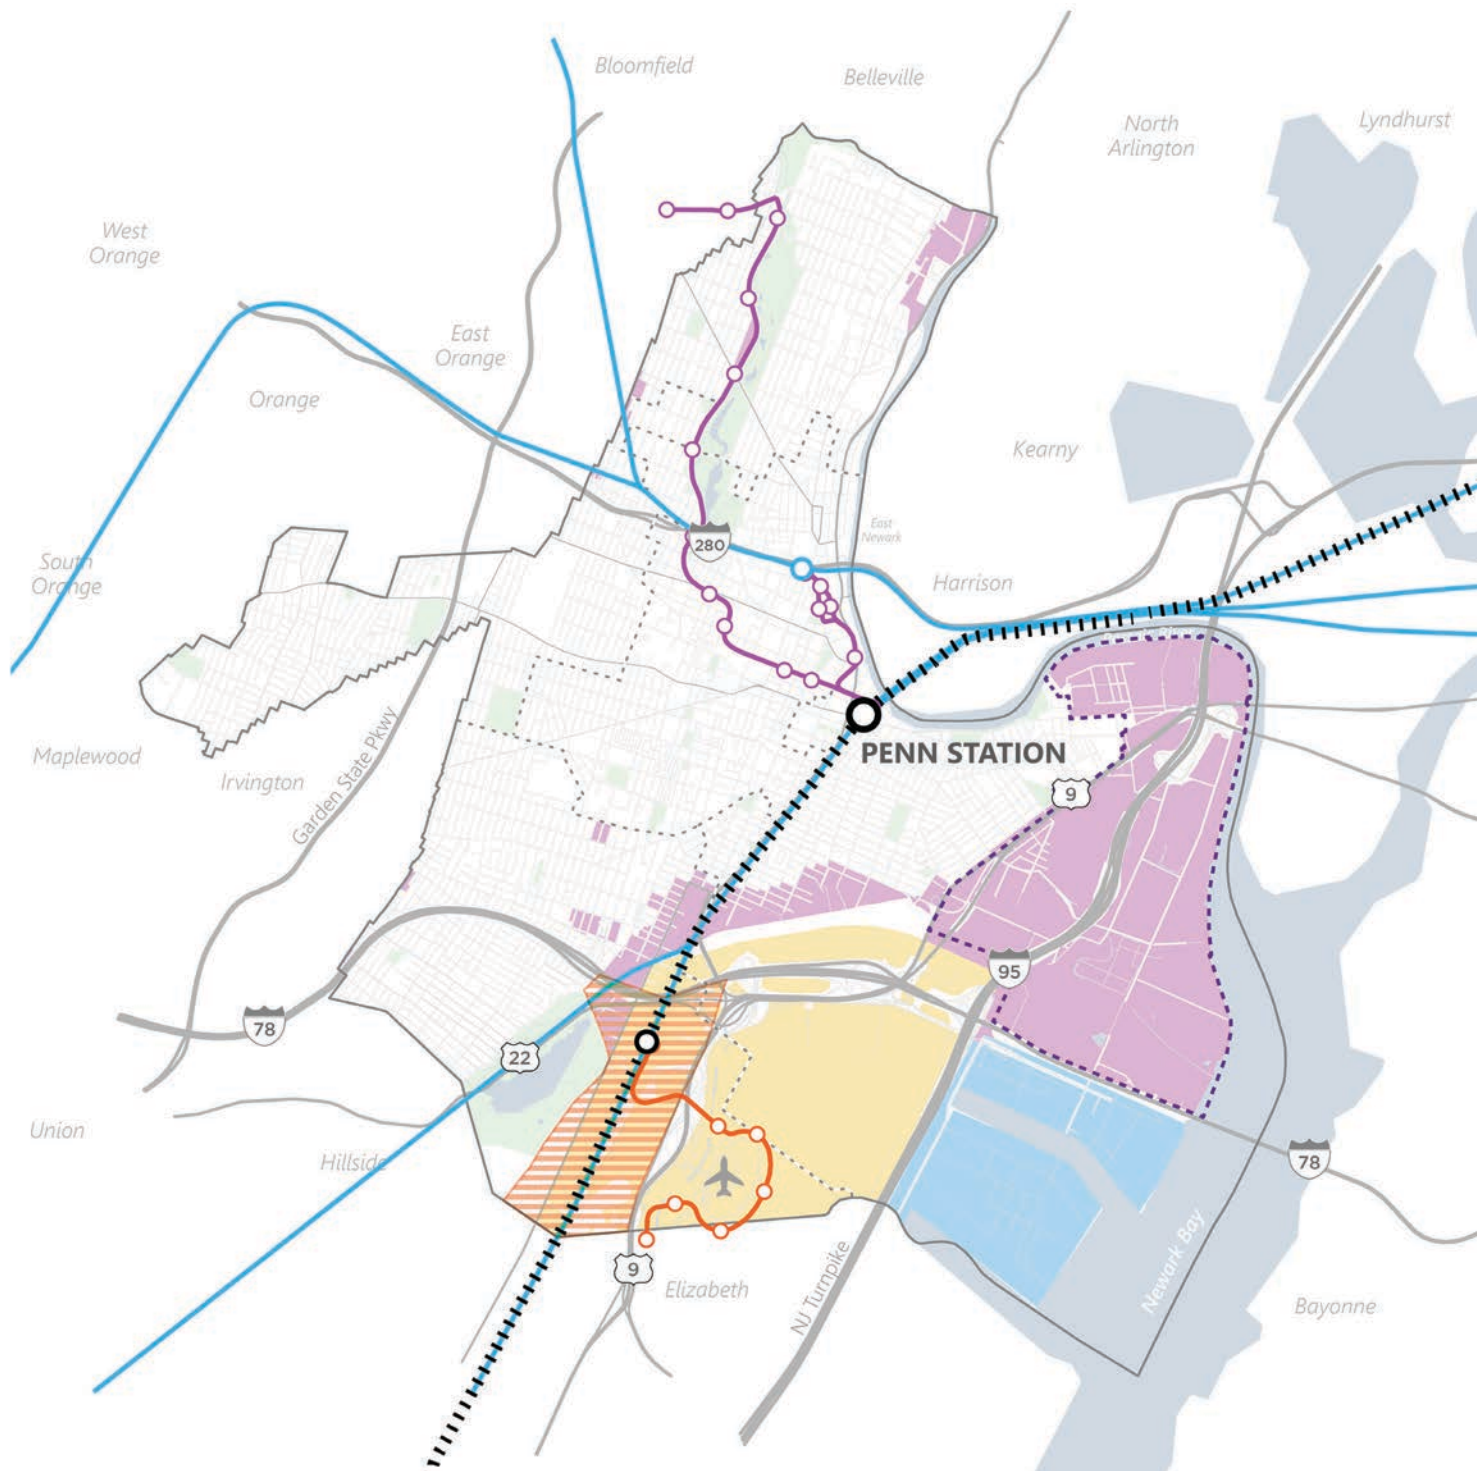 Bloomfield
Belleville
North
Arlington
Lyndhurst
West
Orange
East
Orange
Orange
Kearny
280
East
Newark
South
Orange
Harrison
PENN STATION
Maplewood
Irvington
Garden State Pkwy
9
95
78
22
Union
Hillside
78
9
Elizabeth
NJ Turnpike
Newark Bay
Bayonne